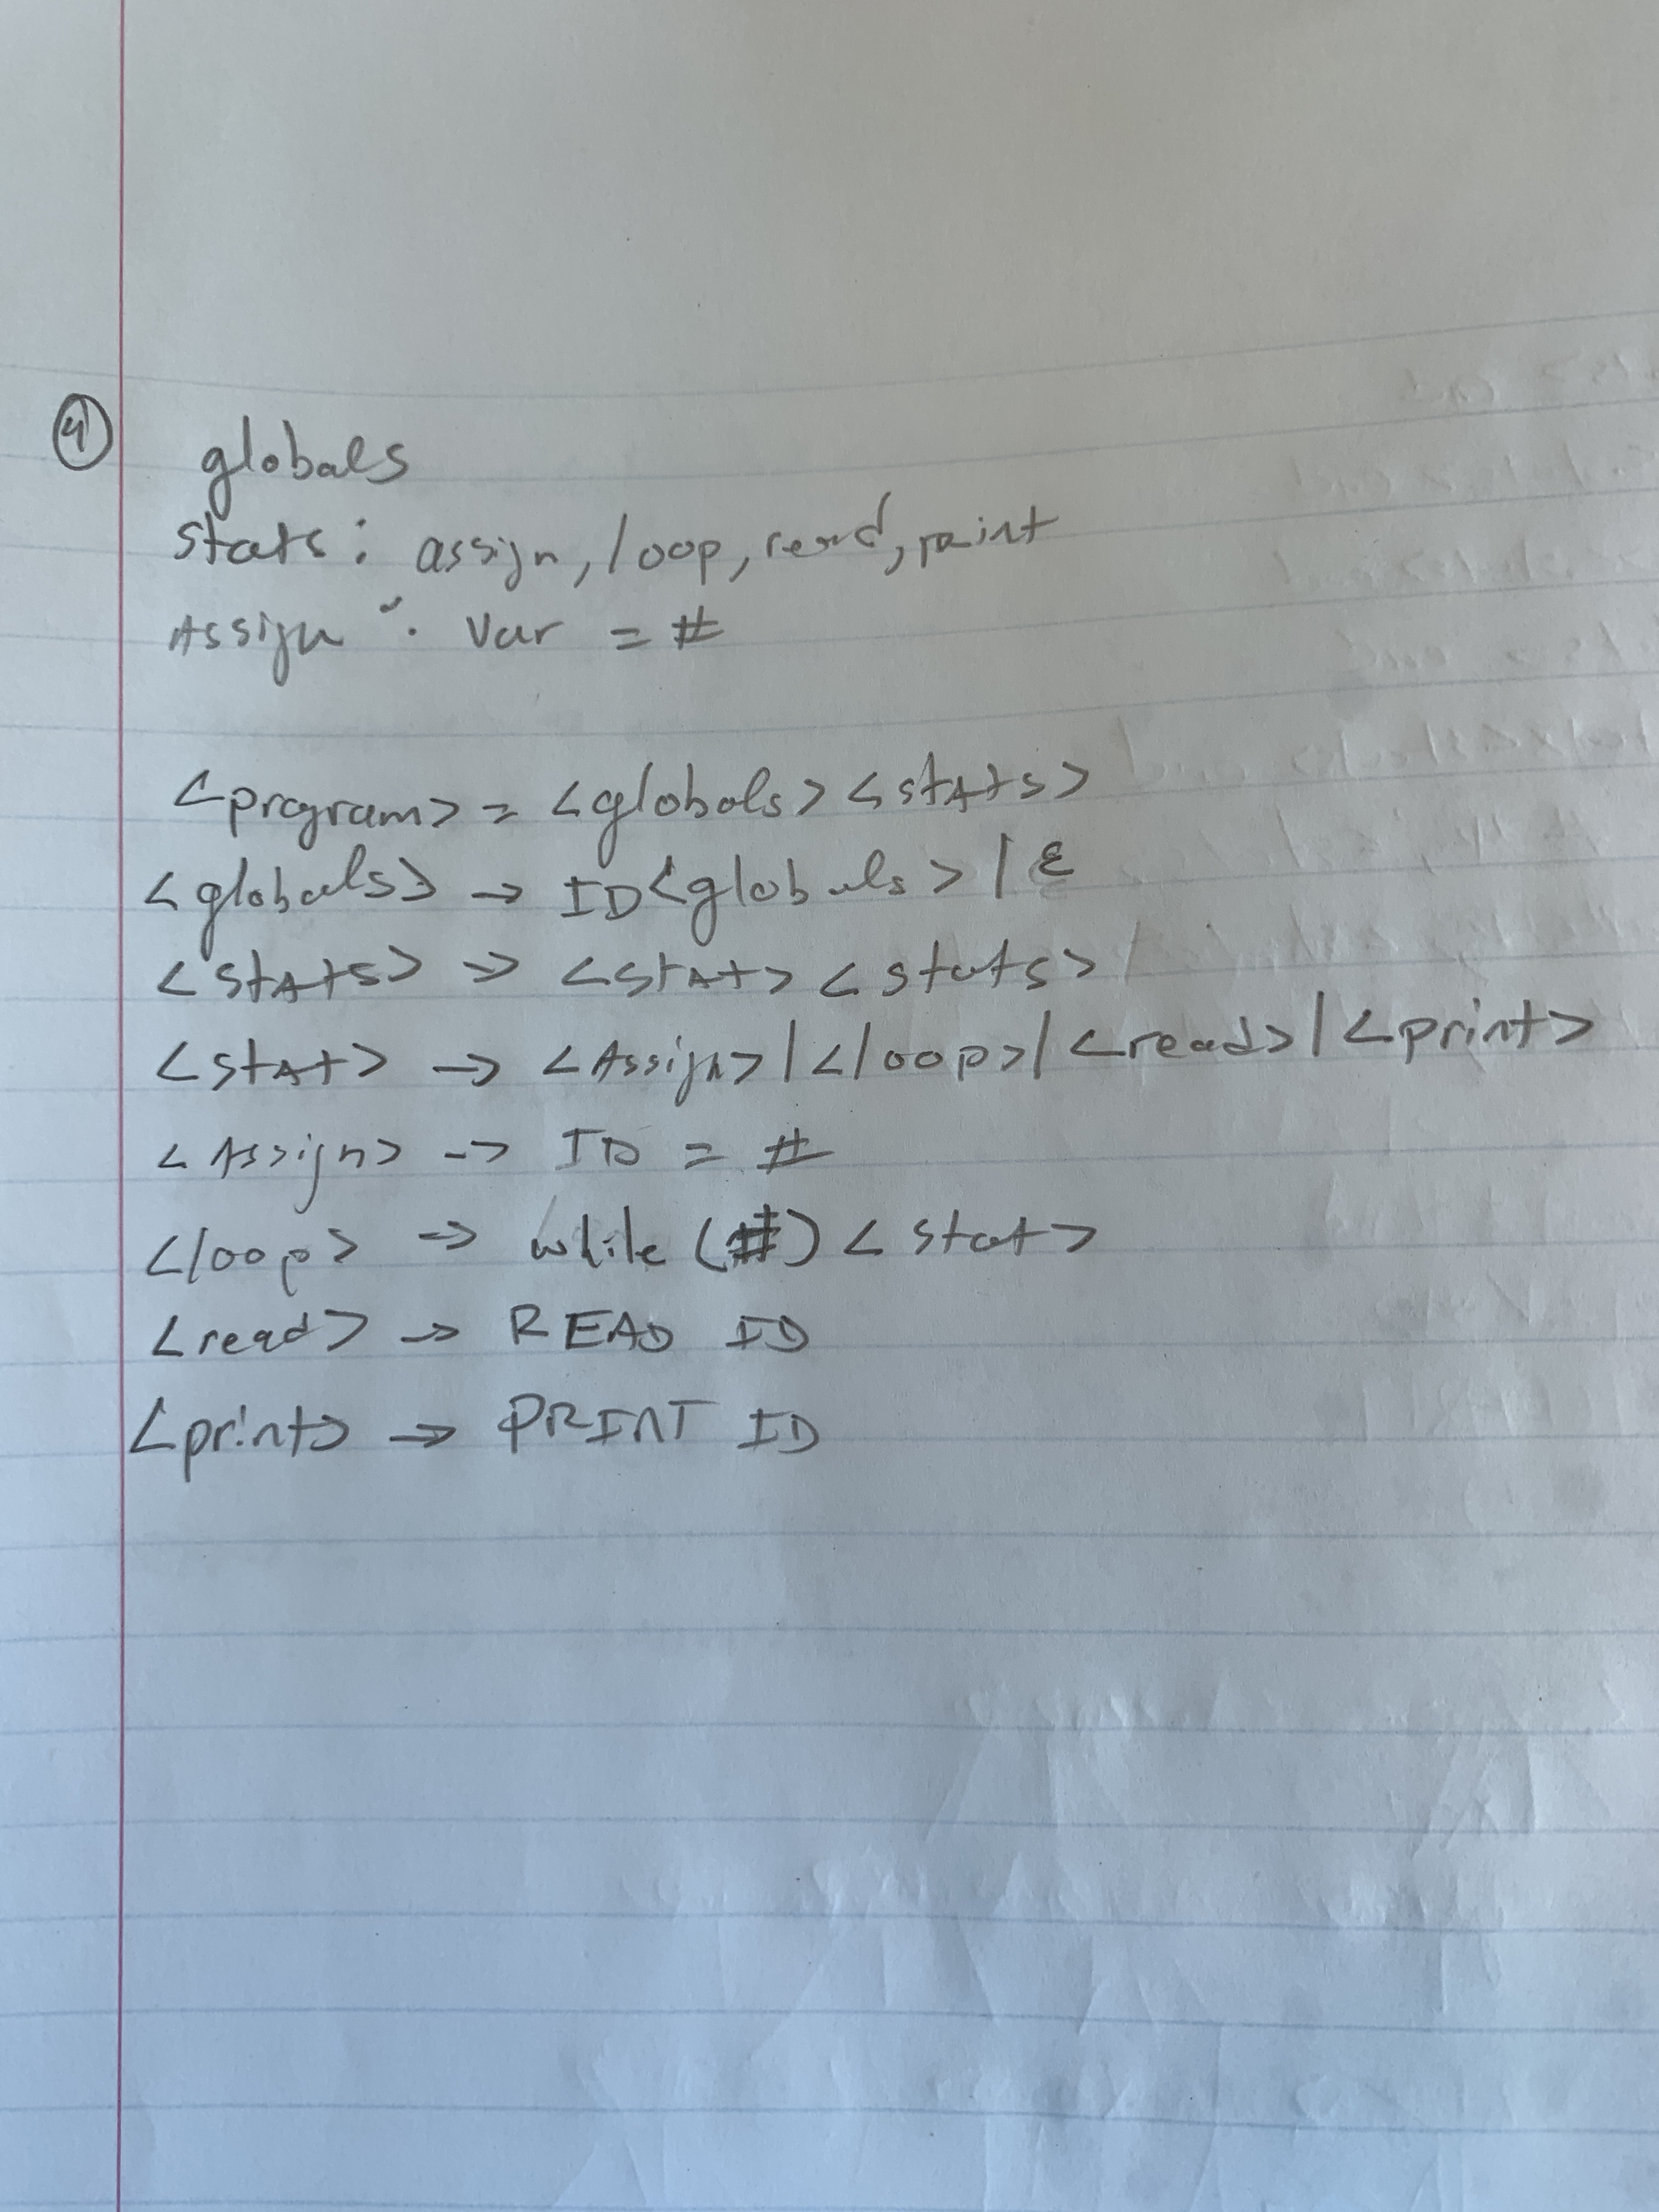 4
globals
stats: assign, loop, read, print
Assign: Var = #
<program> = <globals> <stats>
<globals> → ID <globals> | ε
<stats> → <stat> <stats>
<stat> → <Assign> | <loop> | <read> | <print>
<Assign> → ID = #
<loop> → while (#) <stat>
<read> → READ ID
<print> → PRINT ID